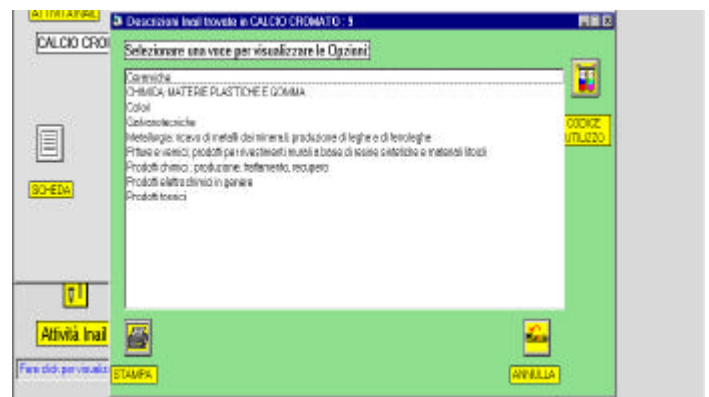 ATTIVITA INAIL
Descrizioni Inail trovate in CALCIO CROMATO : 9
CALCIO CRO
Selezionare una voce per visualizzare le Opzioni:
Ceramiche
CHIMICA: MATERIE PLASTICHE E GOMMA
Colori
Galvanotecniche
Metallurgia: ricavo di metalli dai minerali; produzione di leghe e di ferroleghe
Pitture e vernici; prodotti per rivestimenti murali a base di resine sintetiche e materiali litoidi
Prodotti chimici: produzione, trattamento, recupero
Prodotti elettrochimici in genere
Prodotti tossici
CODICE UTILIZZO
SCHEDA
Attività Inail
Fare click per visualiz
STAMPA
ANNULLA